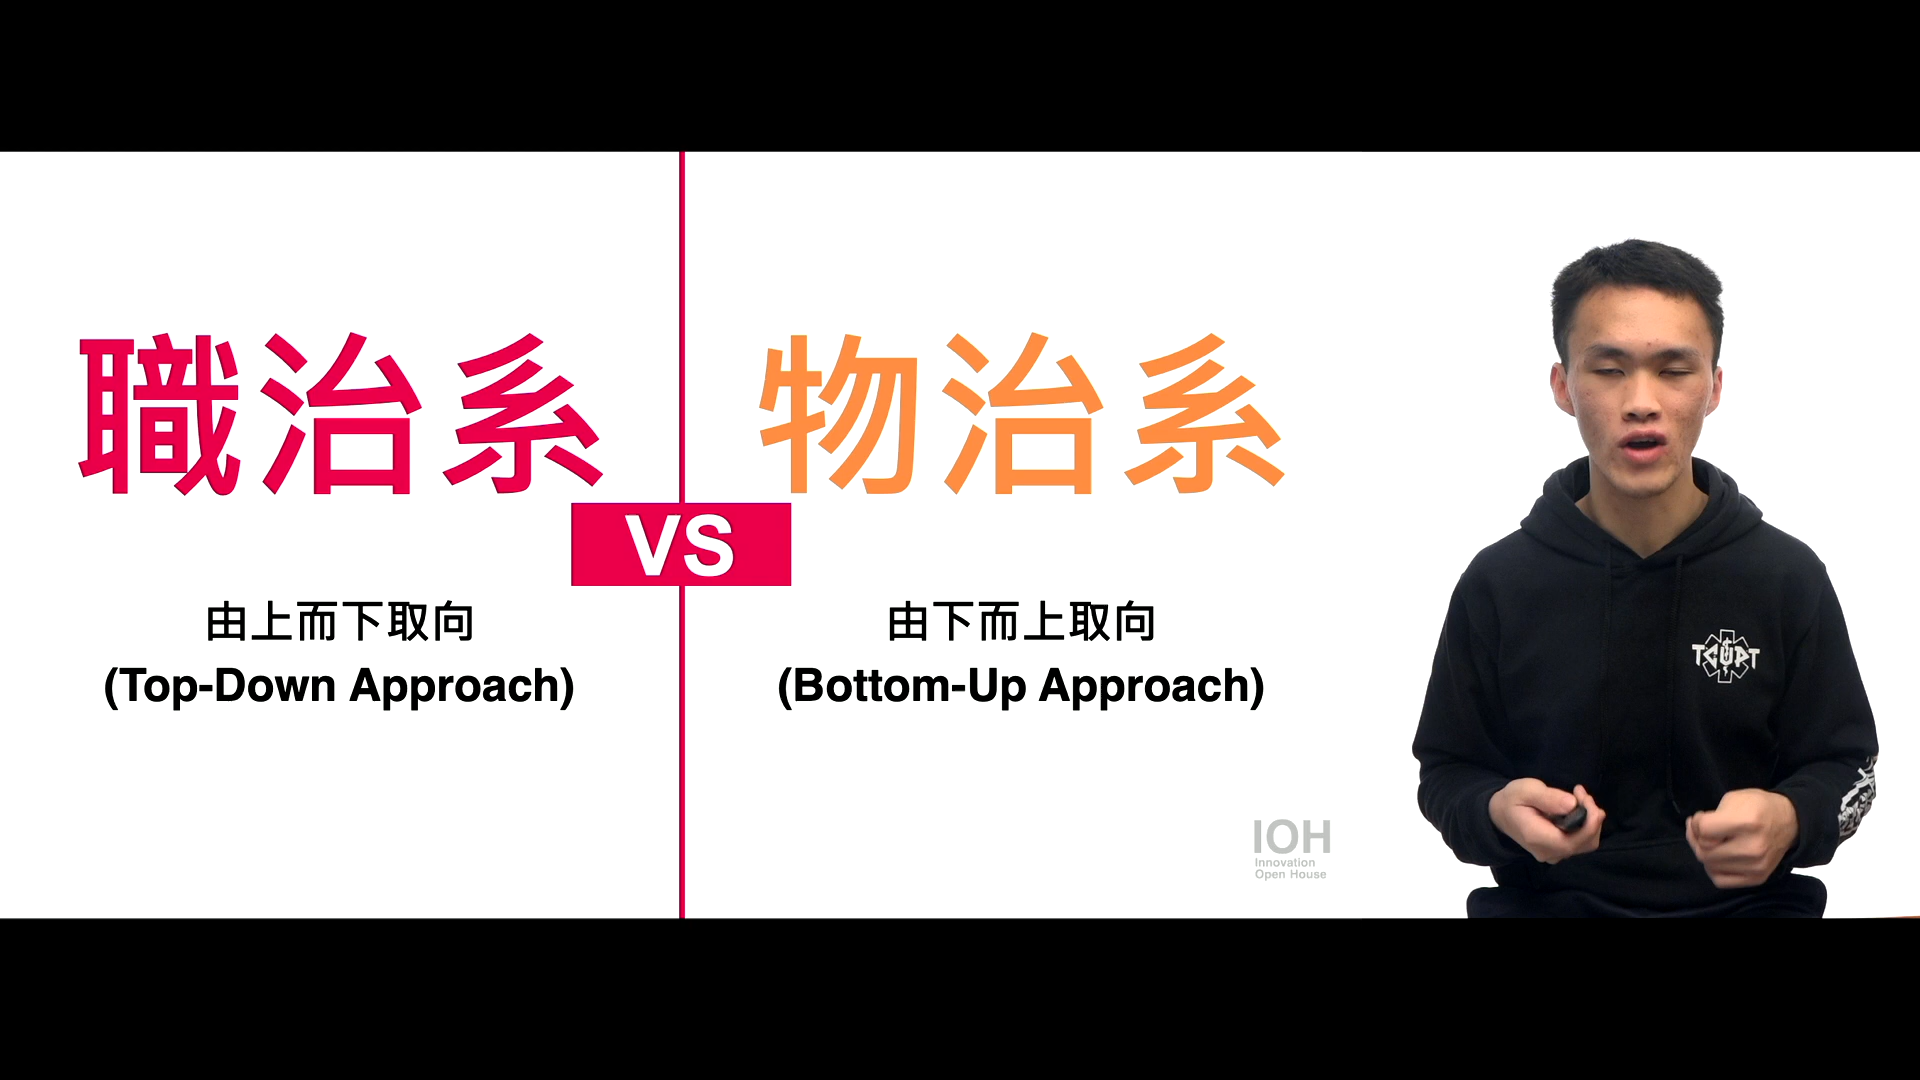 職治系
物治系
VS
由上而下取向
(Top-Down Approach)
由下而上取向
(Bottom-Up Approach)
TCUPT
IOH
Innovation
Open House